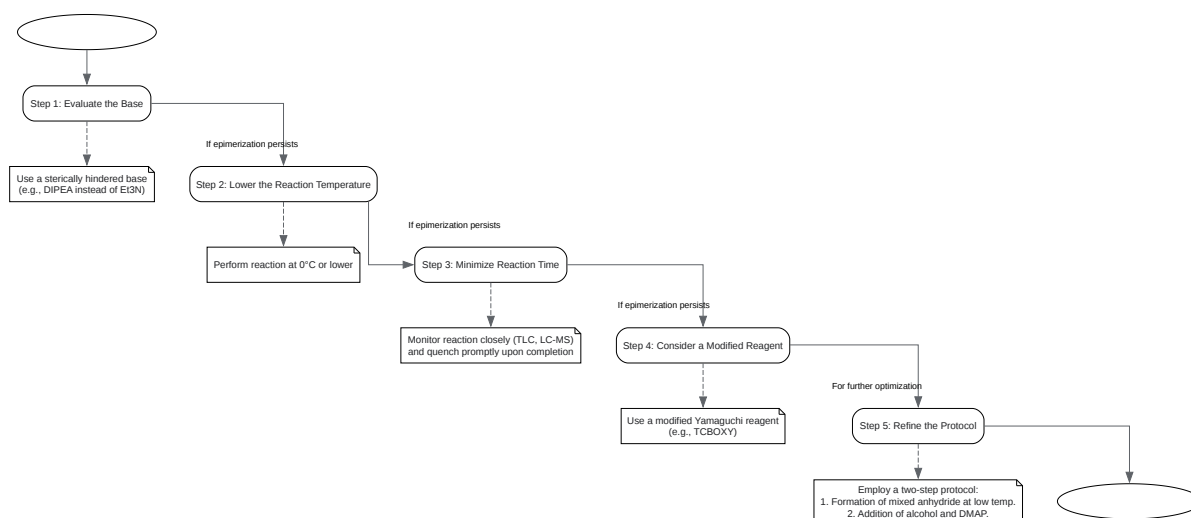 Step 1: Evaluate the Base
If epimerization persists
Use a sterically hindered base
(e.g., DIPEA instead of Et3N)
Step 2: Lower the Reaction Temperature
If epimerization persists
Perform reaction at 0°C or lower
Step 3: Minimize Reaction Time
If epimerization persists
Monitor reaction closely (TLC, LC-MS)
and quench promptly upon completion
Step 4: Consider a Modified Reagent
For further optimization
Use a modified Yamaguchi reagent
(e.g., TCBOXY)
Step 5: Refine the Protocol
Employ a two-step protocol:
1. Formation of mixed anhydride at low temp.
2. Addition of alcohol and DMAP.